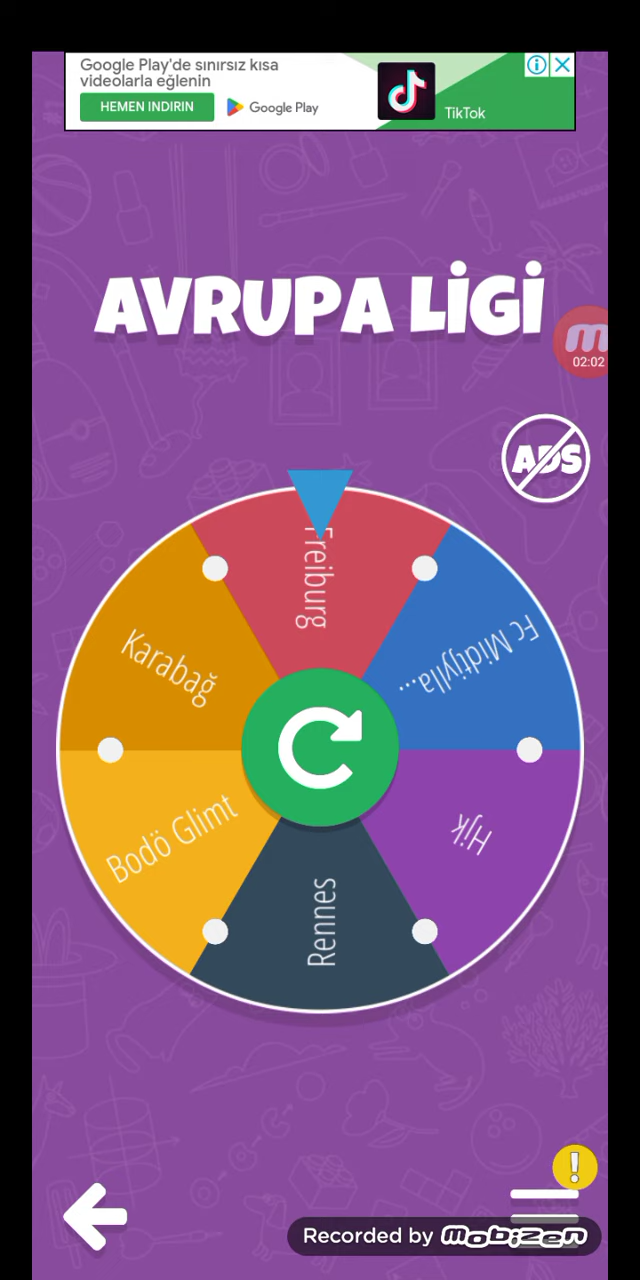 Google Play'de sınırsız kısa
videolarla eğlenin
HEMEN INDIRIN
Google Play
TikTok
AVRUPA LİGİ
02:02
ADS
Freiburg
Fc Midtjylla...
Karabağ
Hjk
Bodö Glimt
Rennes
Recorded by mobizen